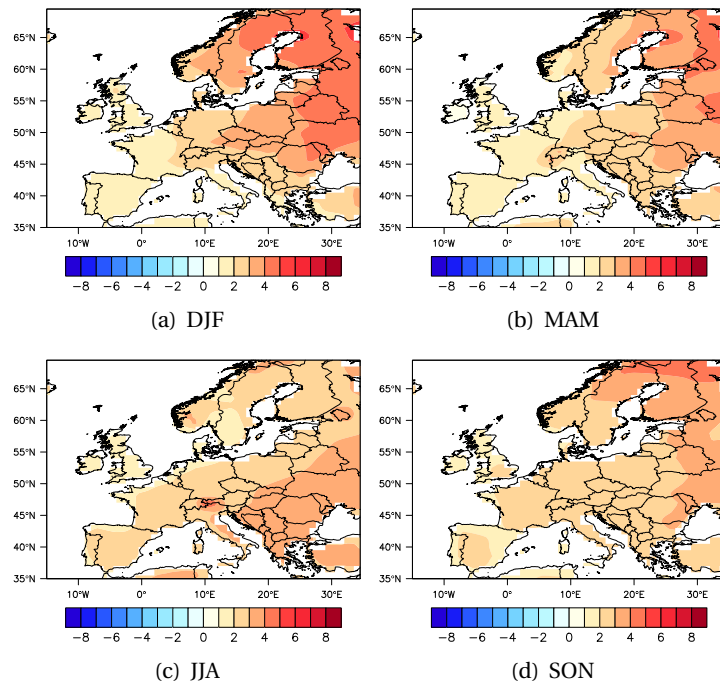 65°N 65°N
60°N 60°N
55°N 55°N
50°N 50°N
45°N 45°N
40°N 40°N
35°N 35°N
10°W 0° 10°E 20°E 30°E 10°W 0° 10°E 20°E 30°E
−8 −6 −4 −2 0 2 4 6 8 −8 −6 −4 −2 0 2 4 6 8
(a) DJF (b) MAM
65°N 65°N
60°N 60°N
55°N 55°N
50°N 50°N
45°N 45°N
40°N 40°N
35°N 35°N
10°W 0° 10°E 20°E 30°E 10°W 0° 10°E 20°E 30°E
−8 −6 −4 −2 0 2 4 6 8 −8 −6 −4 −2 0 2 4 6 8
(c) JJA (d) SON